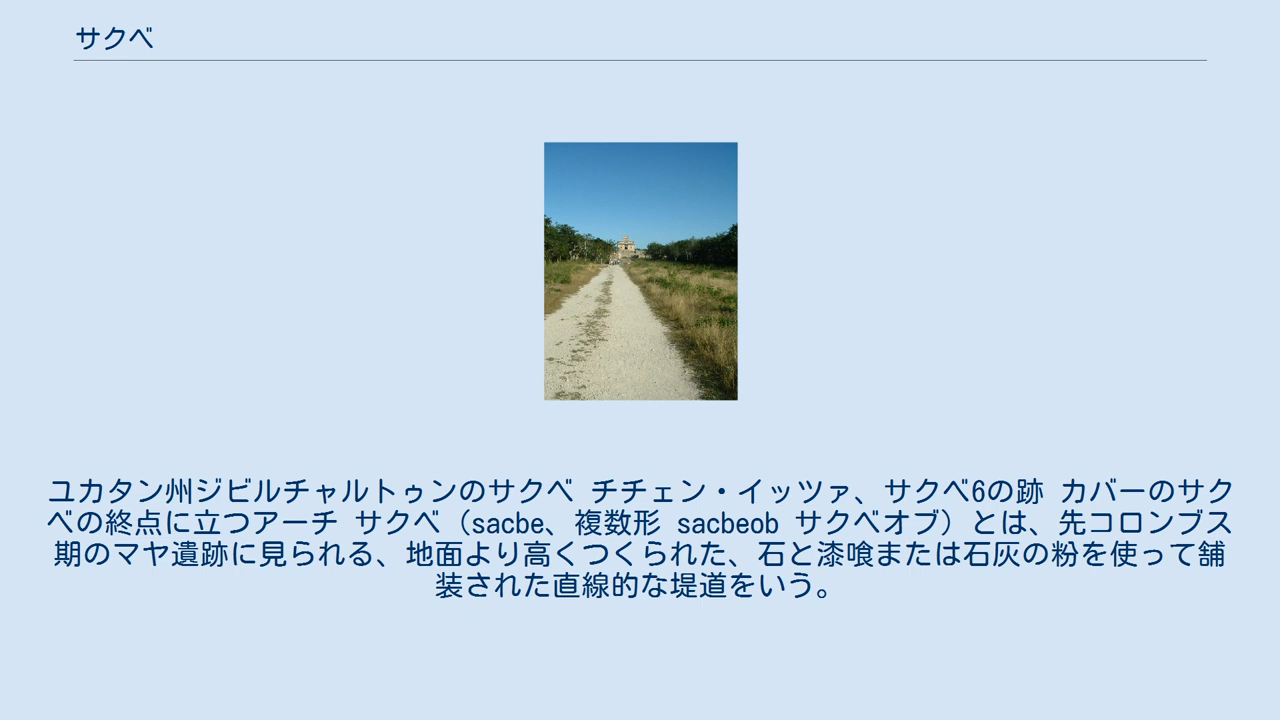 サクベ
ユカタン州ジビルチャルトゥンのサクベ チチェン・イッツァ、サクベ6の跡 カバーのサク
ベの終点に立つアーチ サクベ（sacbe、複数形 sacbeob サクベオブ）とは、先コロンブス
期のマヤ遺跡に見られる、地面より高くつくられた、石と漆喰または石灰の粉を使って舗
装された直線的な堤道をいう。